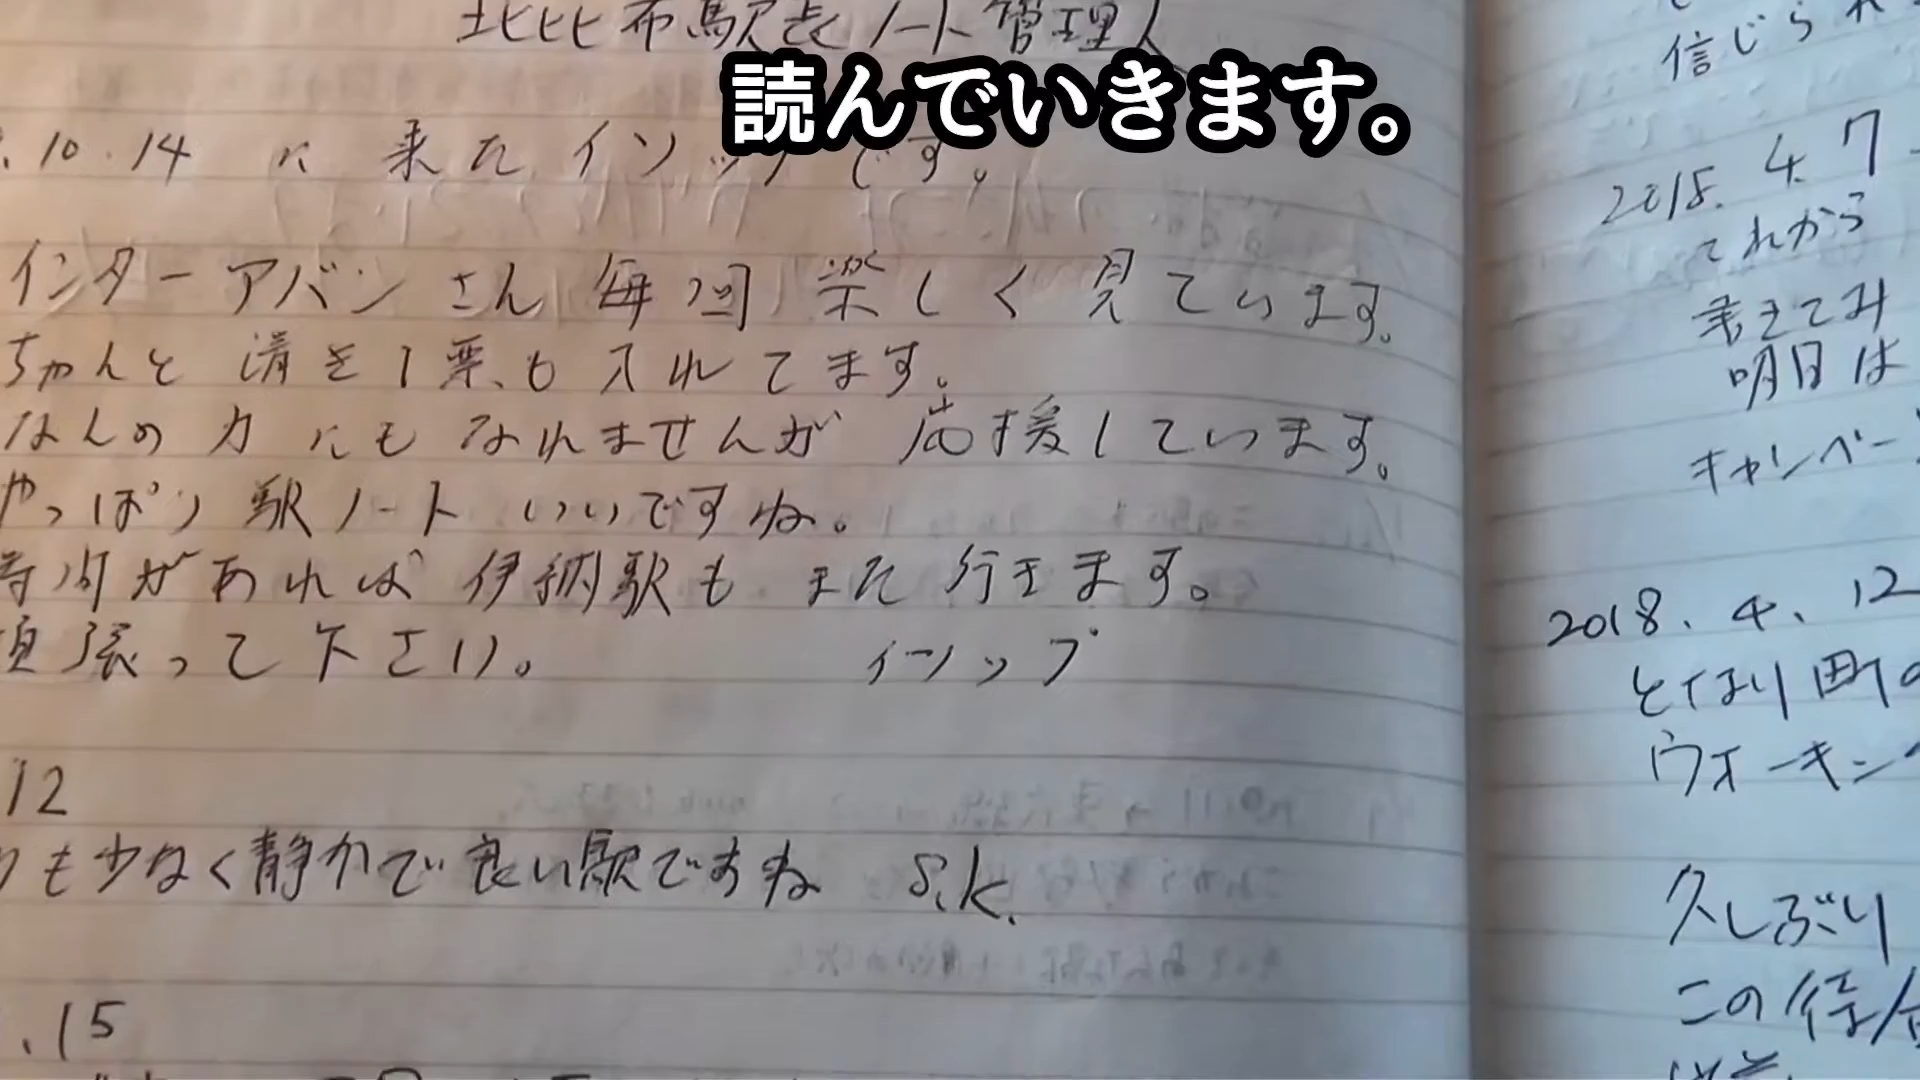 北比布駅ノート管理人
読んでいきます。
.10.14 に来たイソップです。
インターアバンさん毎回楽しく見ています。
ちゃんと清き1票も入れてます。
なんの力にもなれませんが応援しています。
やっぱり駅ノートいいですね。
時間があれば伊納駅もまた行きます。
頑張って下さい。 イソップ
12
も少なく静かで良い駅ですね S.K.
.15
信じられ
2018.4.7
これから
書きてみ
明日は
キャンペーン
2018.4.12
となり町の
ウォーキング
久しぶり
この待合